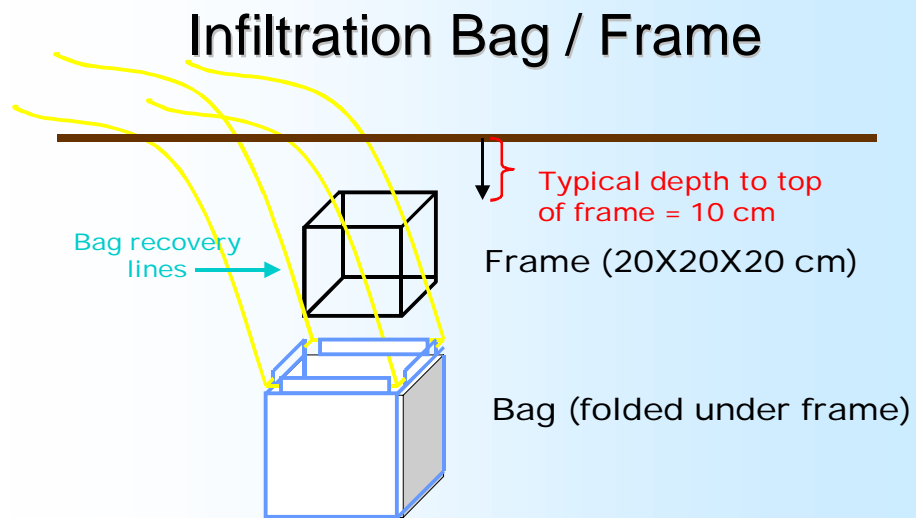 Infiltration Bag / Frame
Typical depth to top
of frame = 10 cm
Bag recovery
lines
Frame (20X20X20 cm)
Bag (folded under frame)